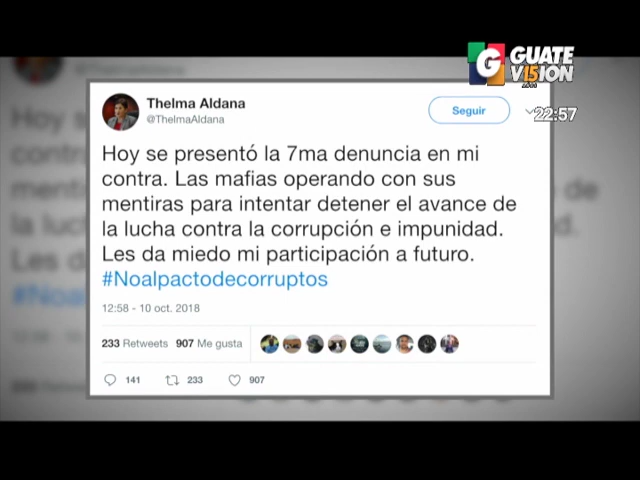 GUATE
V15ION
AÑOS
22:57
Thelma Aldana
@ThelmaAldana
Seguir
Hoy se presentó la 7ma denuncia en mi
contra. Las mafias operando con sus
mentiras para intentar detener el avance de
la lucha contra la corrupción e impunidad.
Les da miedo mi participación a futuro.
#Noalpactodecorruptos
12:58 - 10 oct. 2018
233 Retweets 907 Me gusta
141 233 907